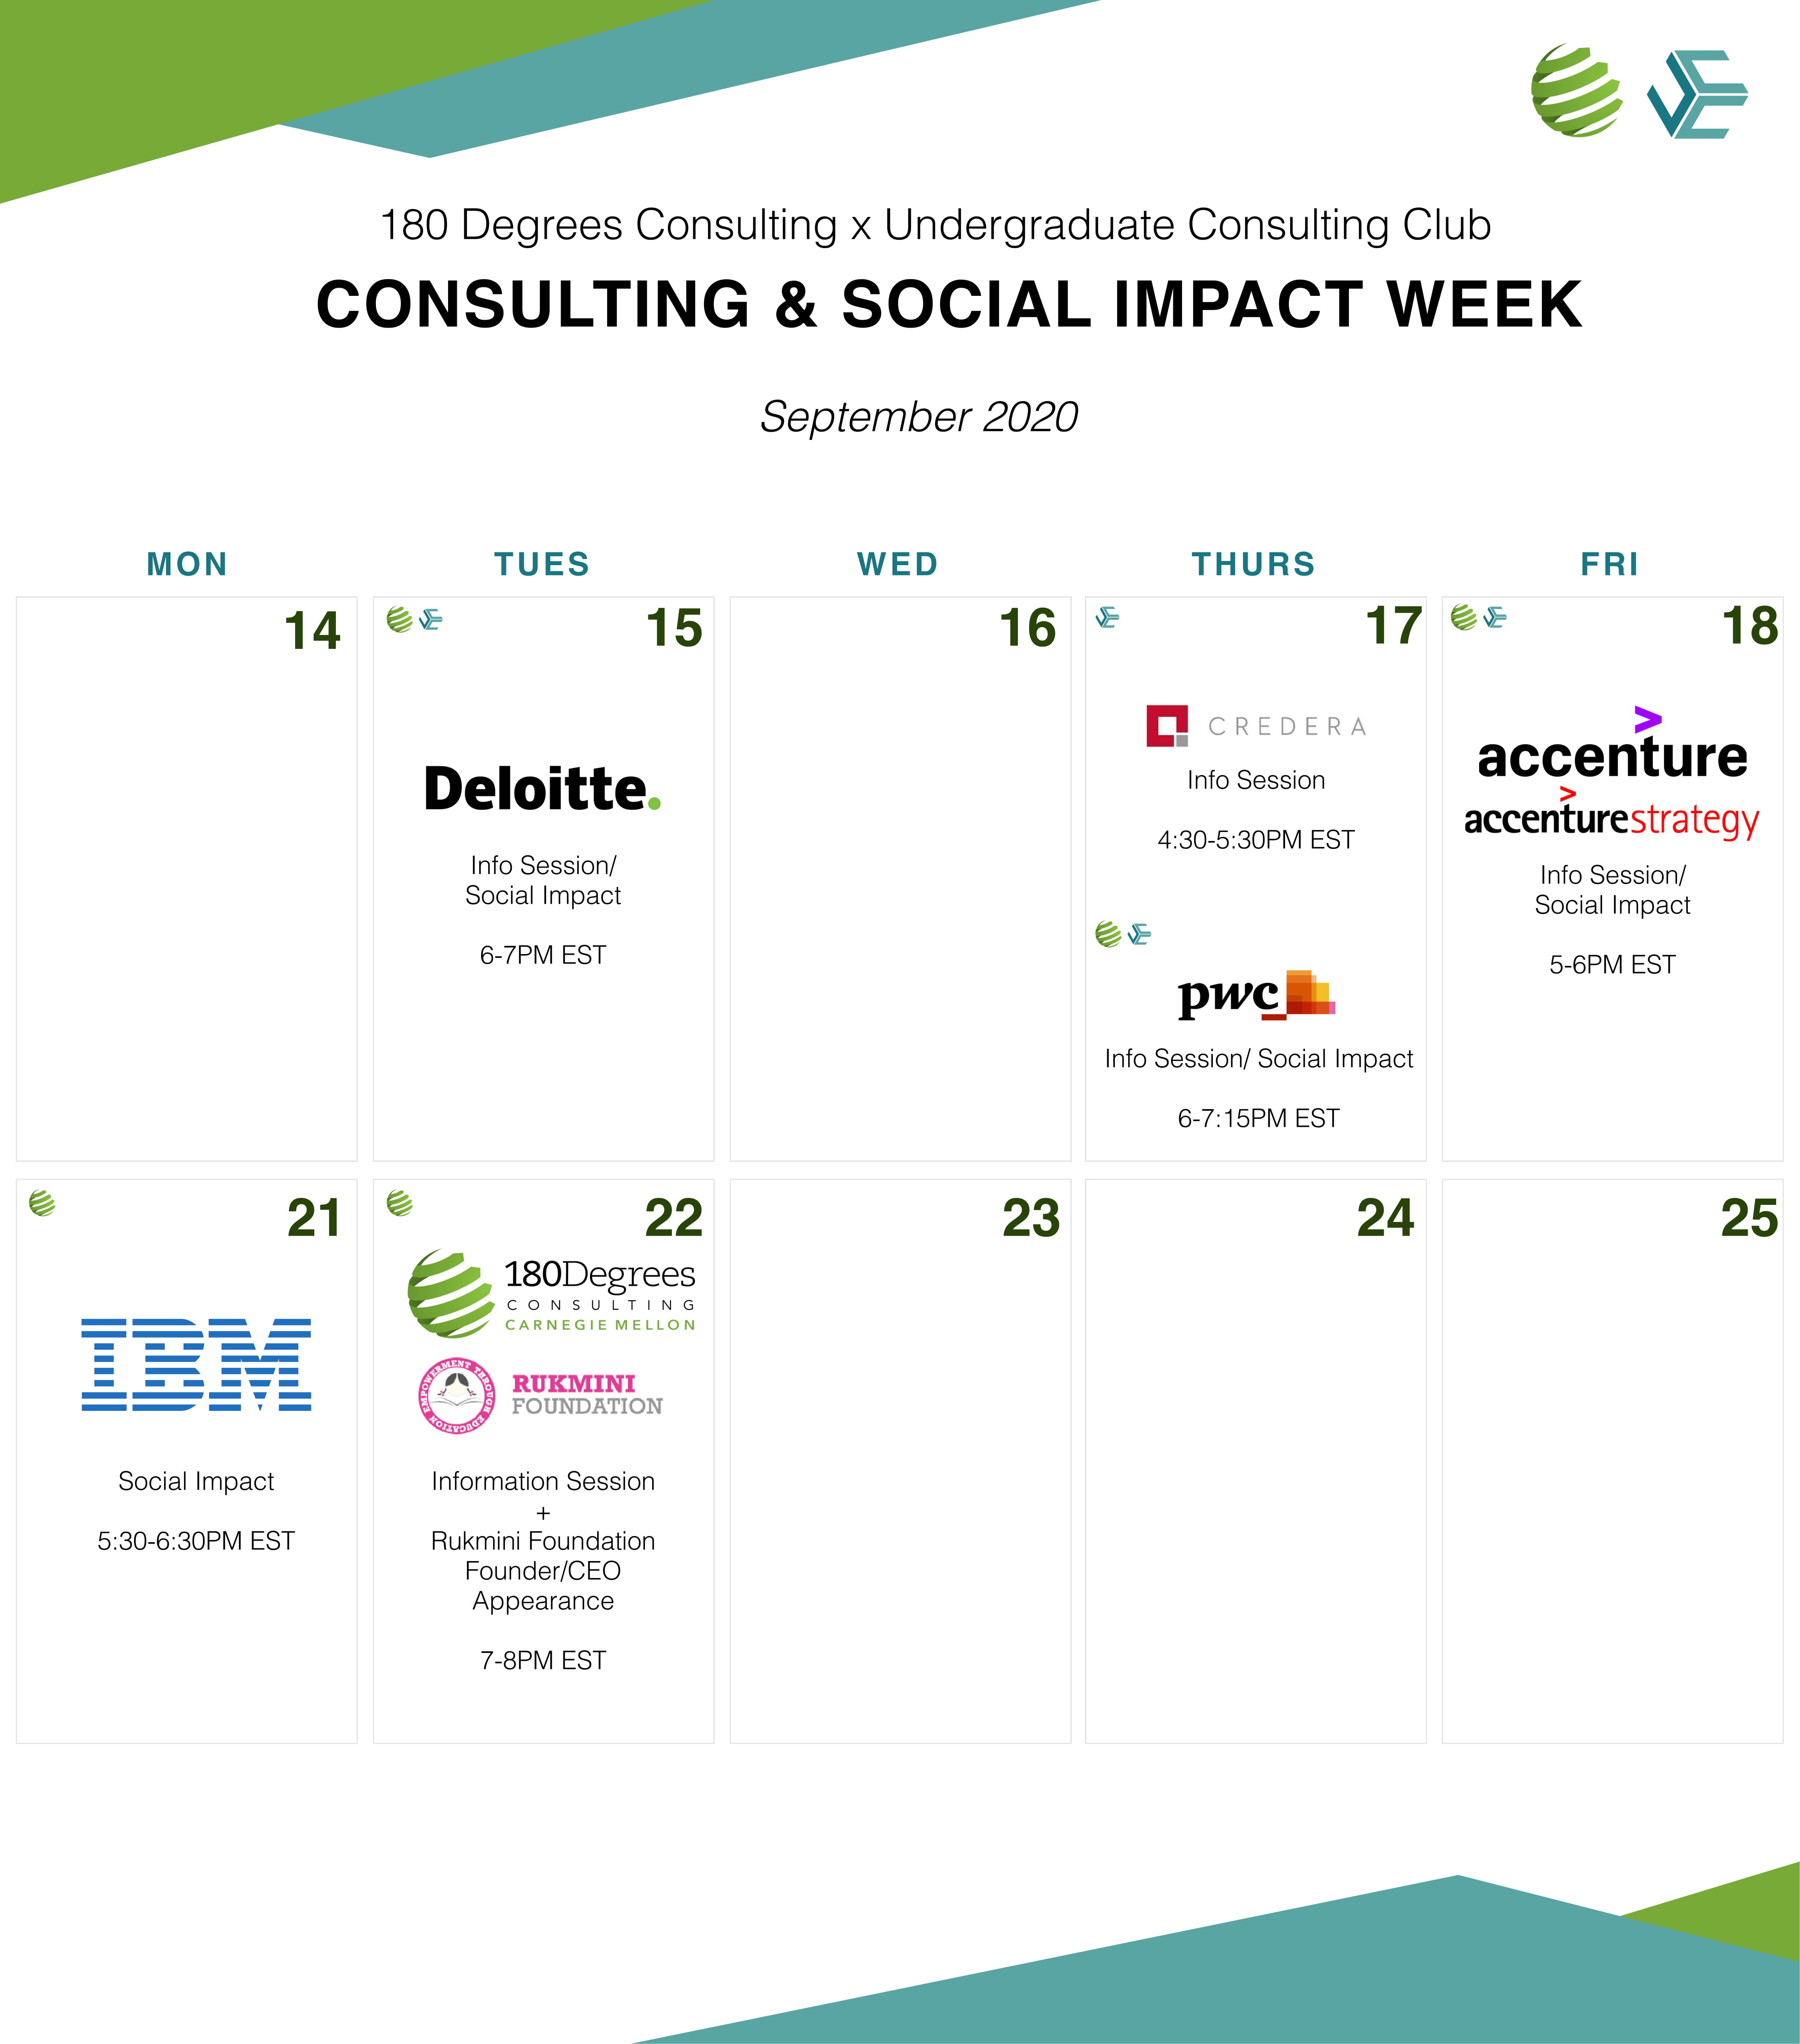 180 Degrees Consulting x Undergraduate Consulting Club
CONSULTING & SOCIAL IMPACT WEEK
September 2020
MON
TUES
WED
THURS
FRI
14
15
Deloitte.
Info Session/
Social Impact
6-7PM EST
16
17
CREDERA
Info Session
4:30-5:30PM EST
pwc
Info Session/ Social Impact
6-7:15PM EST
18
accenture
accenturestrategy
Info Session/
Social Impact
5-6PM EST
21
IBM
Social Impact
5:30-6:30PM EST
22
180Degrees
CONSULTING
CARNEGIE MELLON
EMPOWERMENT THROUGH EDUCATION
RUKMINI
FOUNDATION
Information Session
+
Rukmini Foundation
Founder/CEO
Appearance
7-8PM EST
23
24
25